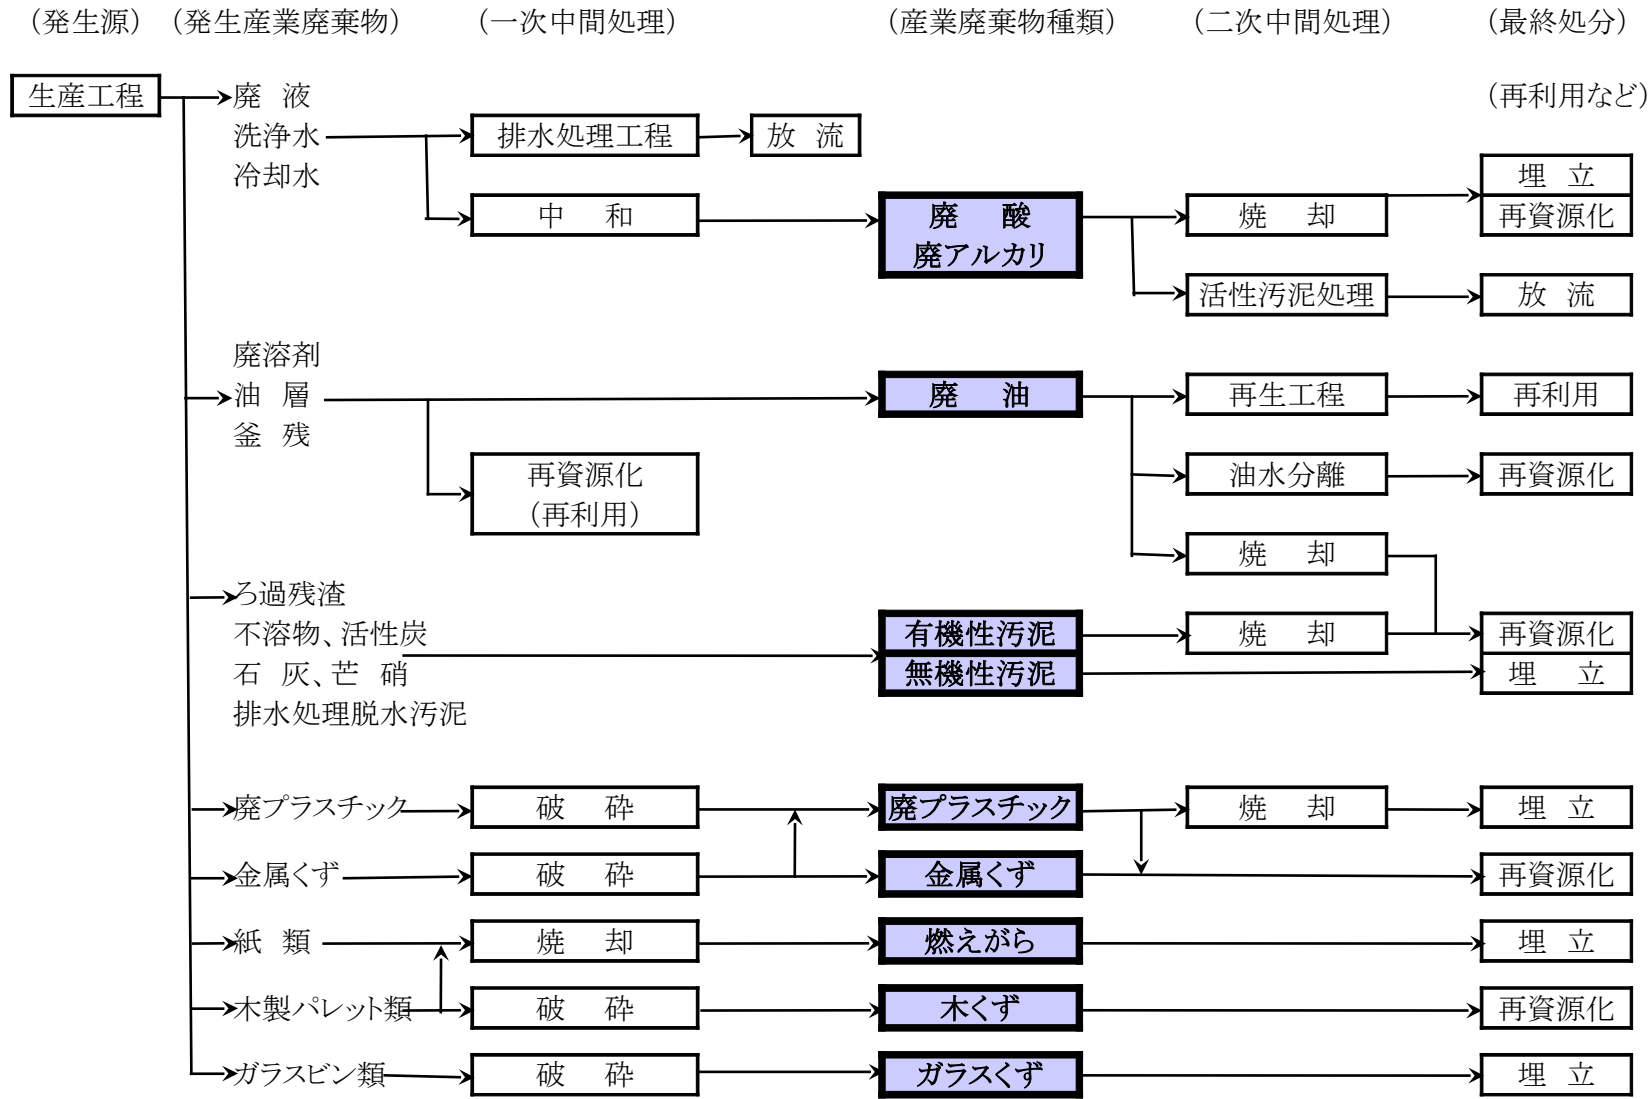 （発生源） （発生産業廃棄物） （一次中間処理） （産業廃棄物種類） （二次中間処理） （最終処分）
生産工程 廃　液 （再利用など）
洗浄水 排水処理工程 放　流
冷却水 埋　立
中　和 廃　酸 焼　却 再資源化
廃アルカリ
活性汚泥処理 放　流
廃溶剤
油　層 廃　油 再生工程 再利用
釜　残
再資源化 油水分離 再資源化
（再利用）
焼　却
ろ過残渣
不溶物、活性炭 有機性汚泥 焼　却 再資源化
石　灰、芒　硝 無機性汚泥 埋　立
排水処理脱水汚泥
廃プラスチック 破　砕 廃プラスチック 焼　却 埋　立
金属くず 破　砕 金属くず 再資源化
紙　類 焼　却 燃えがら 埋　立
木製パレット類 破　砕 木くず 再資源化
ガラスビン類 破　砕 ガラスくず 埋　立